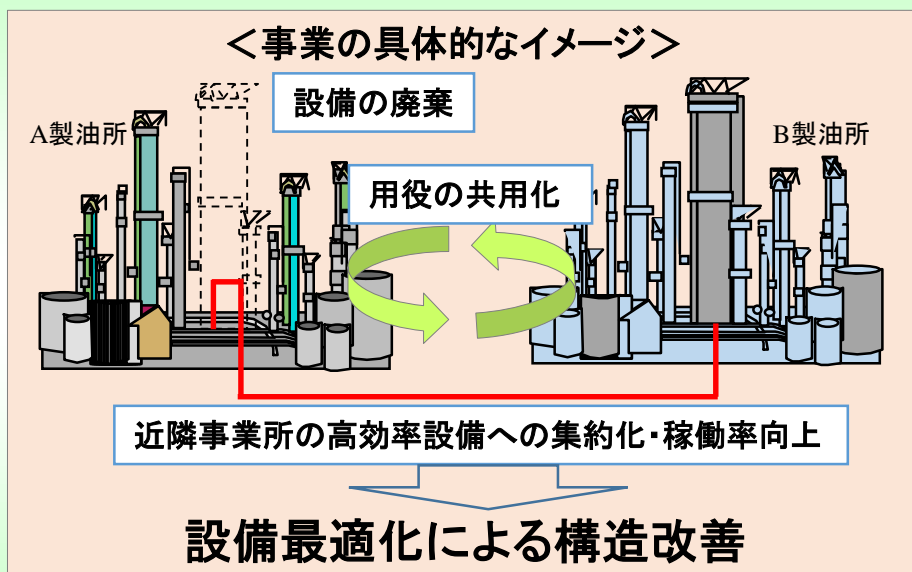 ＜事業の具体的なイメージ＞
設備の廃棄
A製油所
B製油所
用役の共用化
近隣事業所の高効率設備への集約化・稼働率向上
設備最適化による構造改善